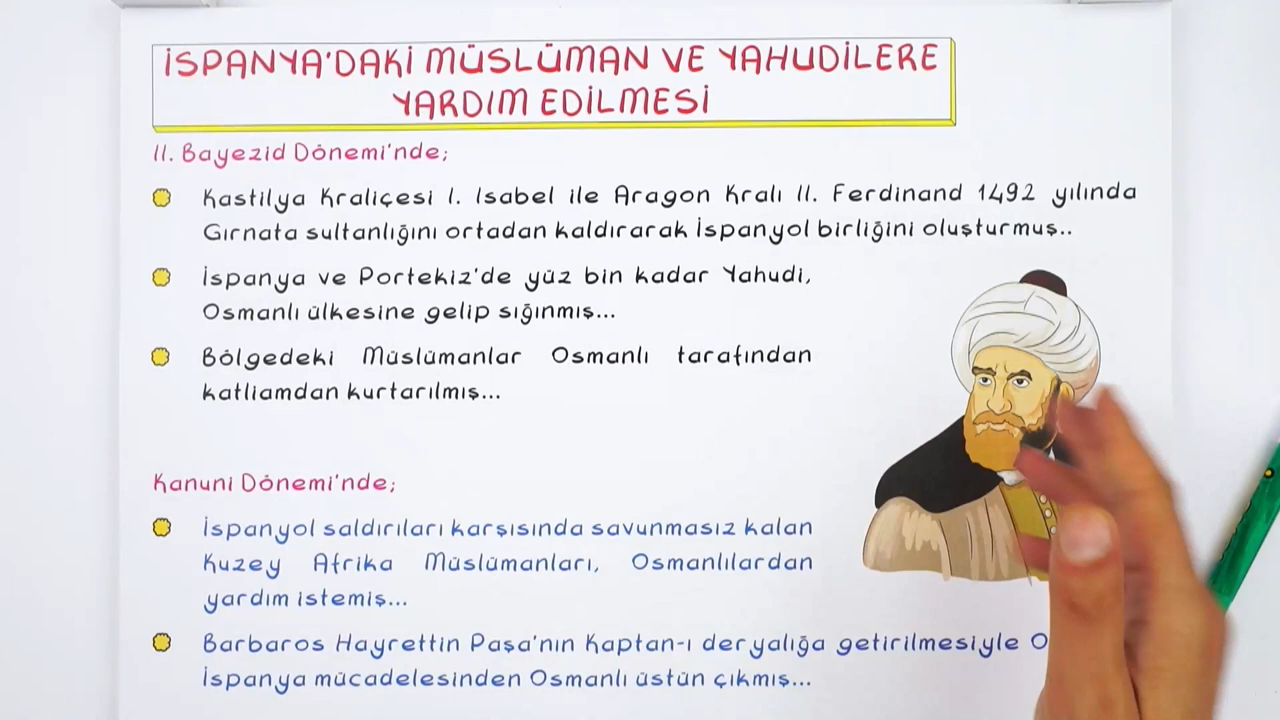 İSPANYA'DAKİ MÜSLÜMAN VE YAHUDİLERE
YARDIM EDİLMESİ
II. Bayezid Dönemi'nde;
Kastilya Kraliçesi I. Isabel ile Aragon Kralı II. Ferdinand 1492 yılında
Gırnata sultanlığını ortadan kaldırarak İspanyol birliğini oluşturmuş..
İspanya ve Portekiz'de yüz bin kadar Yahudi,
Osmanlı ülkesine gelip sığınmış...
Bölgedeki Müslümanlar Osmanlı tarafından
katliamdan kurtarılmış...
Kanuni Dönemi'nde;
İspanyol saldırıları karşısında savunmasız kalan
Kuzey Afrika Müslümanları, Osmanlılardan
yardım istemiş...
Barbaros Hayrettin Paşa'nın Kaptan-ı deryalığa getirilmesiyle
İspanya mücadelesinden Osmanlı üstün çıkmış...